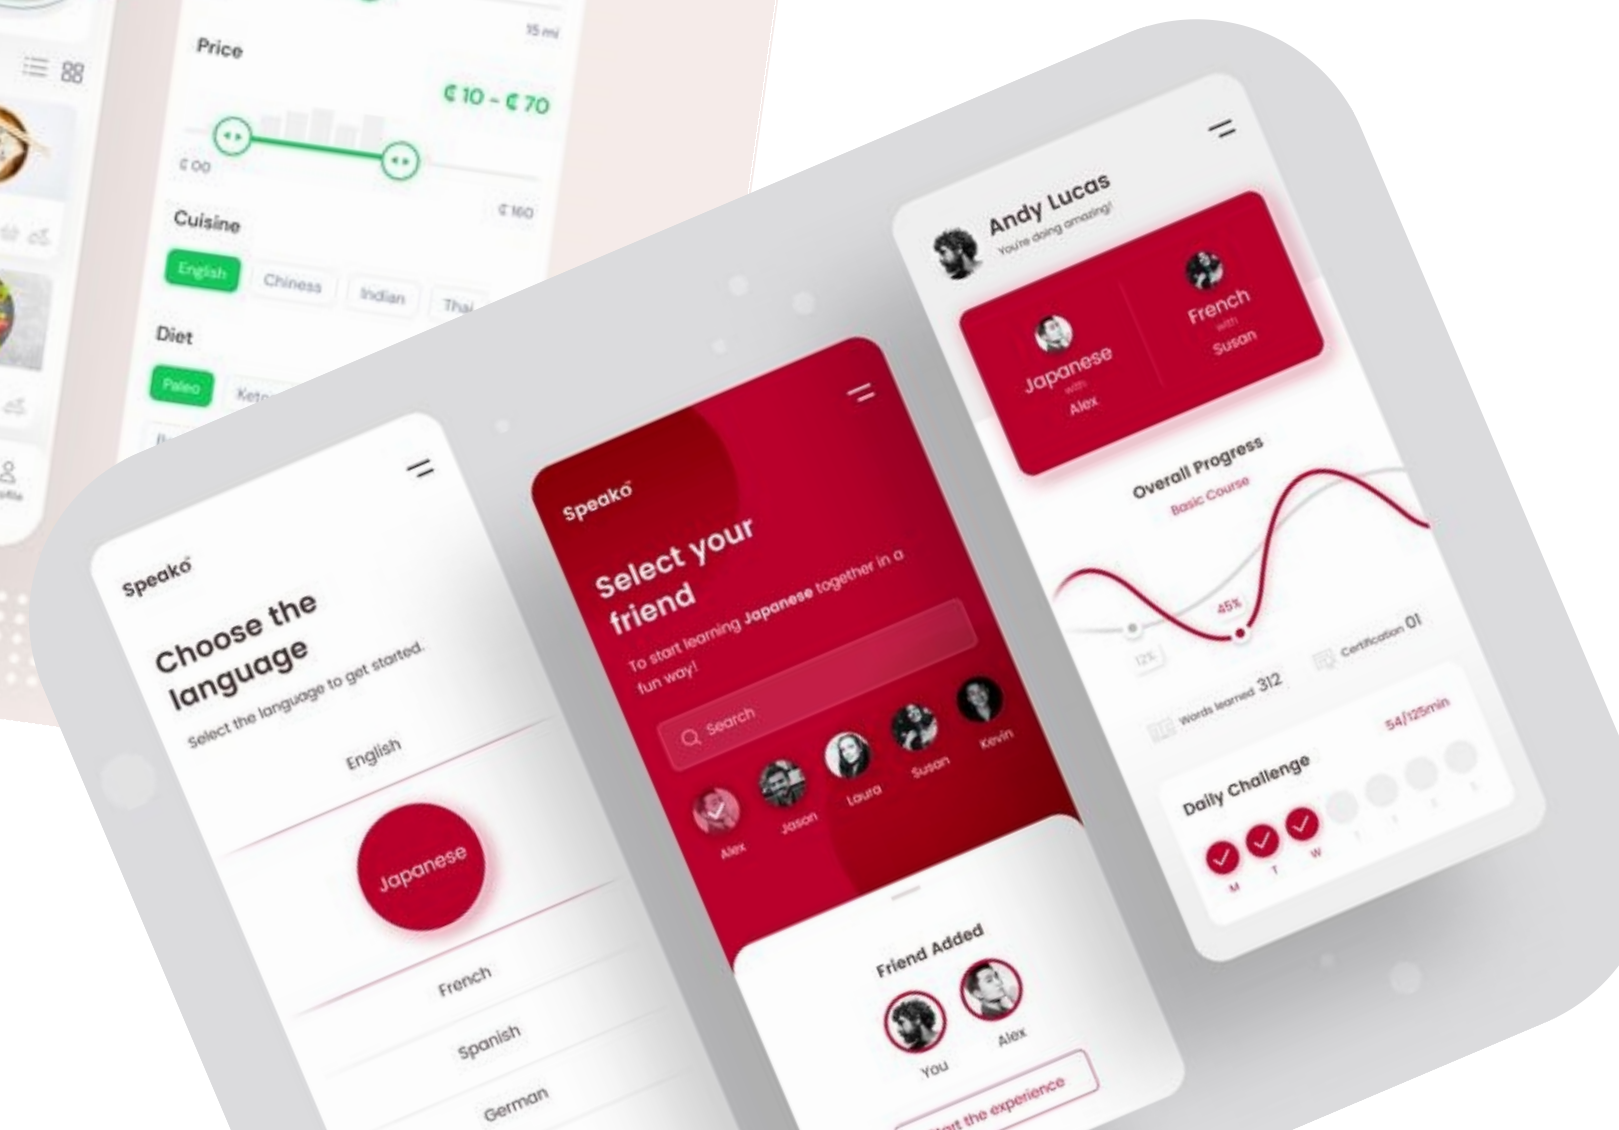 15 mi
Price
₵ 10 - ₵ 70
₵ 00
₵ 160
Cuisine
English
Chiness
Indian
Thai
Diet
Paleo
Speako
Choose the
language
Select the language to get started.
English
Japanese
French
Spanish
German
Speako
Select your
friend
To start learning Japanese together in a
fun way!
Search
Alex
Jason
Laura
Susan
Kevin
Friend Added
You
Alex
the experience
Andy Lucas
You're doing amazing!
Japanese
with
Alex
French
with
Susan
Overall Progress
Basic Course
45%
12%
Words learned 312
Certification 01
54/125min
Daily Challenge
M
T
W